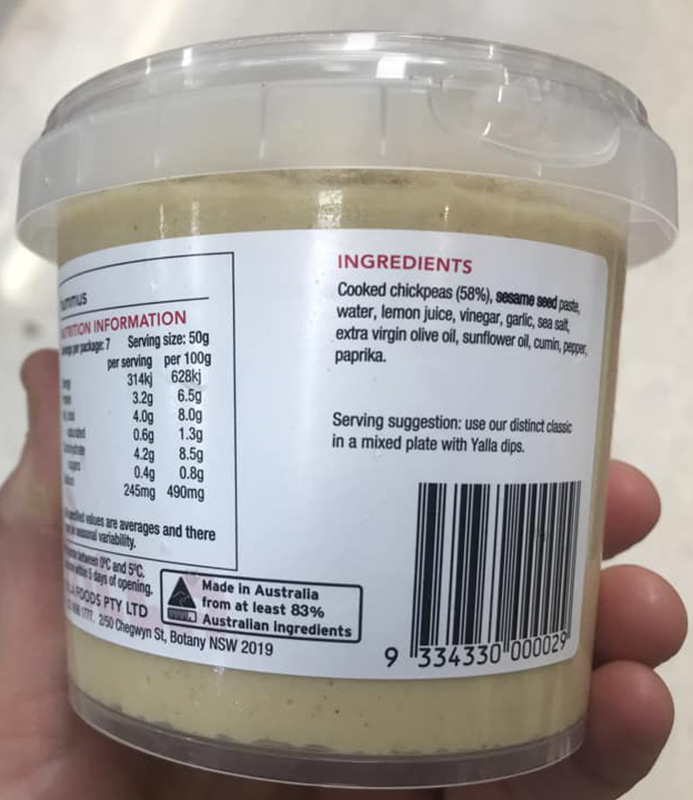 INFORMATION
7 Serving size: 50g
per serving per 100g
314kj 628kj
3.2g 6.5g
4.0g 8.0g
0.6g 1.3g
4.2g 8.5g
0.4g 0.8g
245mg 490mg
values are averages and there
seasonal variability.
between 0°C and 5°C.
5 days of opening.
FOODS PTY LTD
1777, 2/50 Chegwyn St, Botany NSW 2019
Made in Australia
from at least 83%
Australian ingredients
INGREDIENTS
Cooked chickpeas (58%), sesame seed paste,
water, lemon juice, vinegar, garlic, sea salt,
extra virgin olive oil, sunflower oil, cumin, pepper,
paprika.
Serving suggestion: use our distinct classic
in a mixed plate with Yalla dips.
9 334330 000029